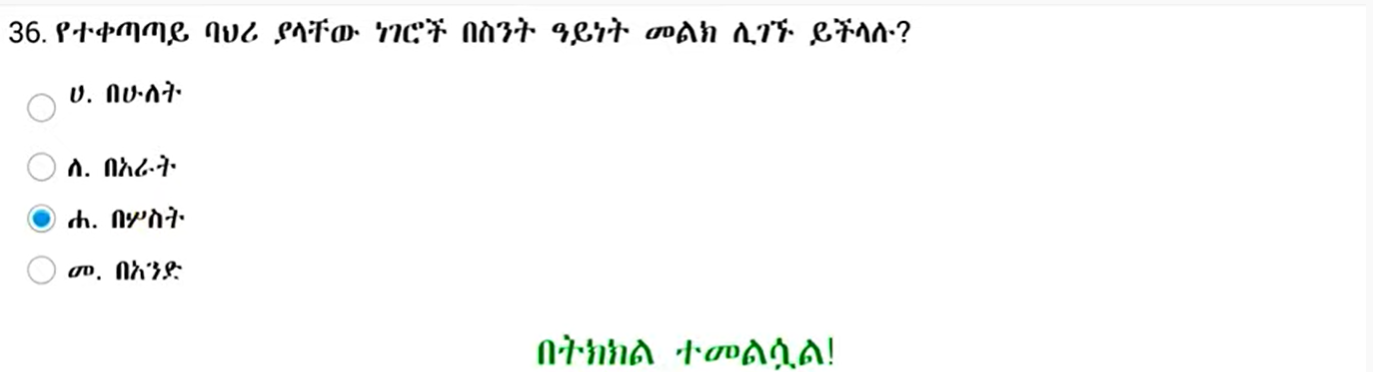 36. የተቀጣጣይ ባህሪ ያላቸው ነገሮች በስንት ዓይነት መልክ ሊገኙ ይችላሉ?
ሀ. በሁለት
ለ. በአራት
ሐ. በሦስት
መ. በአንድ
በትክክል ተመልሷል!